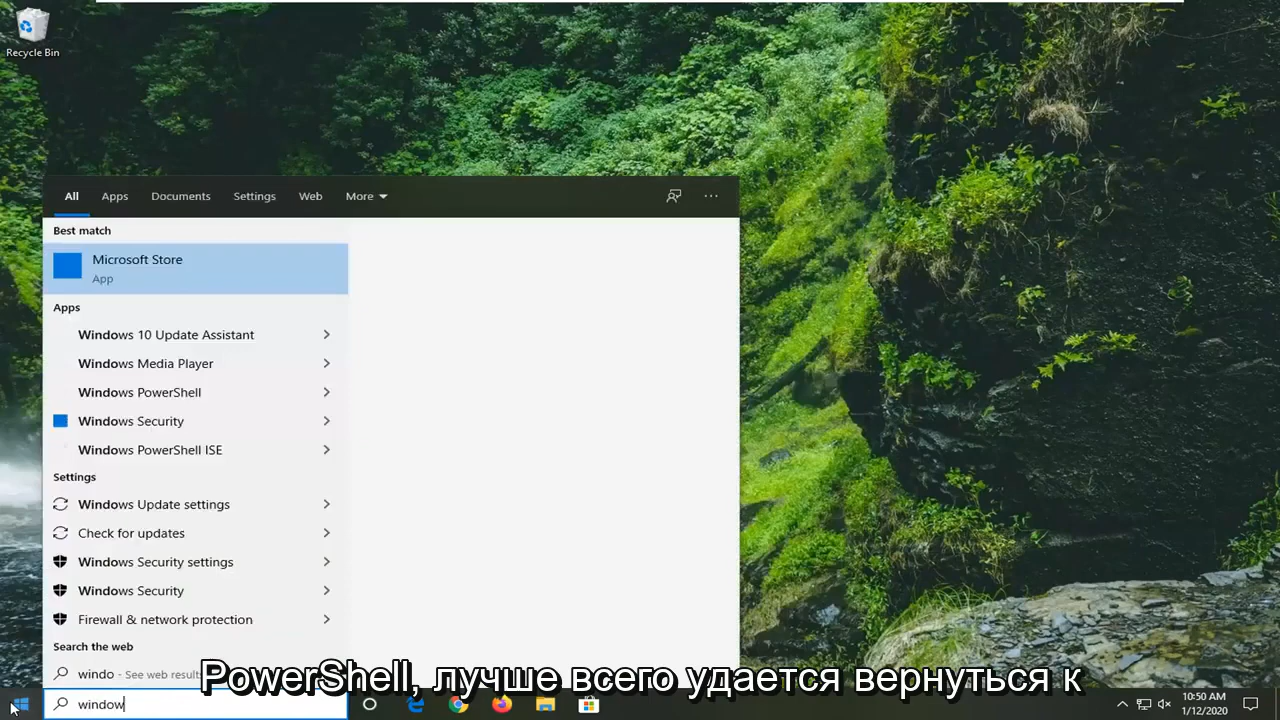 Recycle Bin
All Apps Documents Settings Web More
Best match
Microsoft Store
App
Apps
Windows 10 Update Assistant
Windows Media Player
Windows PowerShell
Windows Security
Windows PowerShell ISE
Settings
Windows Update settings
Check for updates
Windows Security settings
Windows Security
Firewall & network protection
Search the web
windo - See web results
PowerShell, лучше всего удается вернуться к
window
10:50 AM
1/12/2020